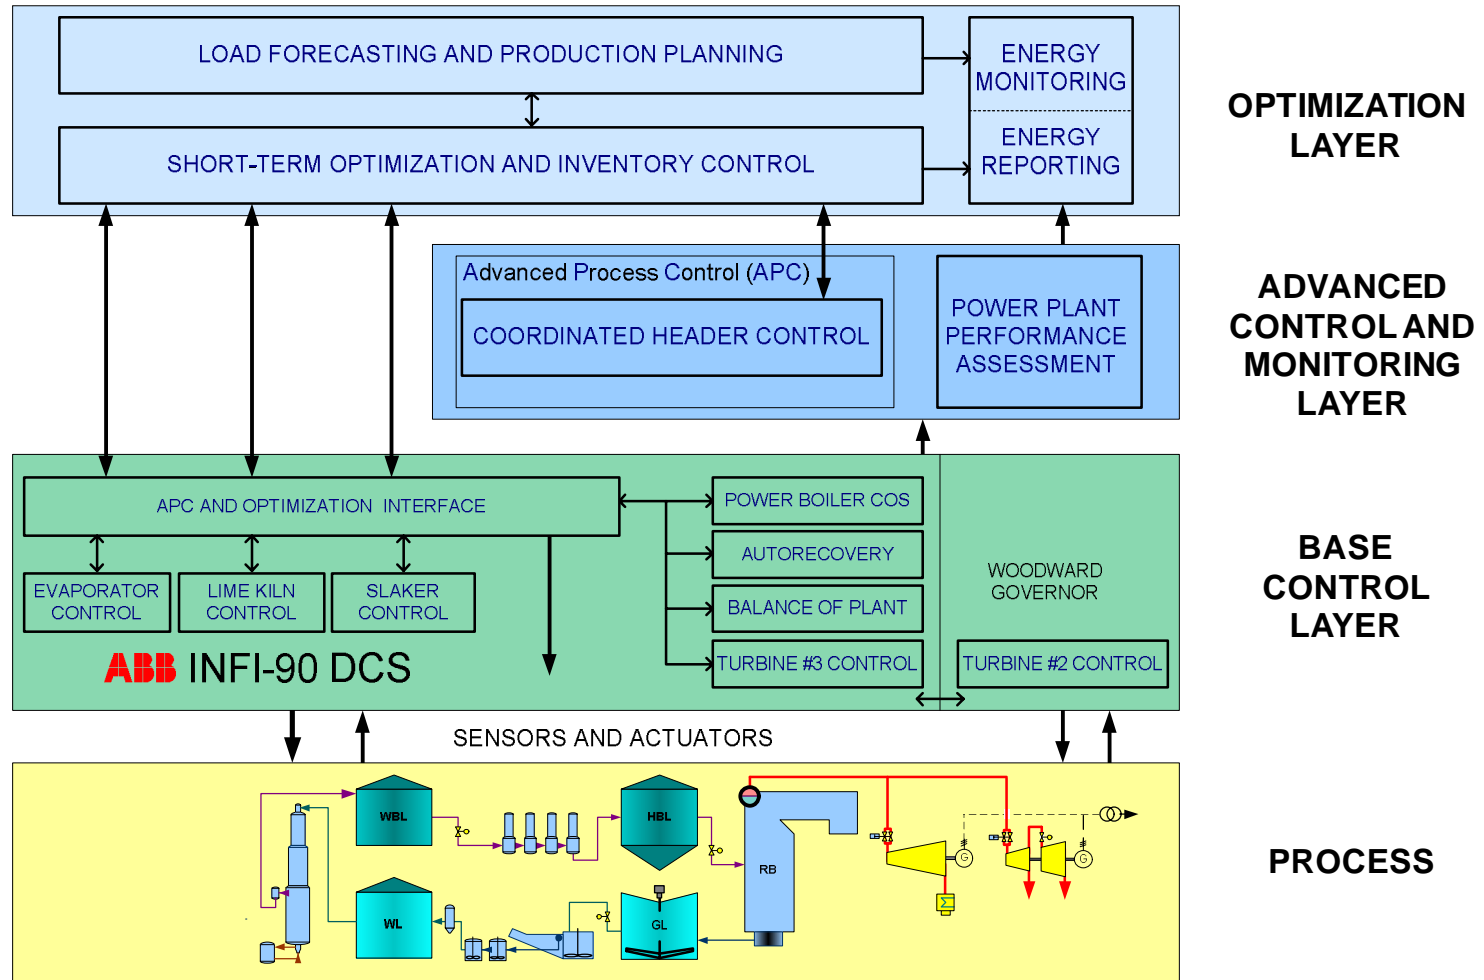 LOAD FORECASTING AND PRODUCTION PLANNING
ENERGY
MONITORING
SHORT-TERM OPTIMIZATION AND INVENTORY CONTROL
ENERGY
REPORTING
OPTIMIZATION
LAYER
Advanced Process Control (APC)
COORDINATED HEADER CONTROL
POWER PLANT
PERFORMANCE
ASSESSMENT
ADVANCED
CONTROL AND
MONITORING
LAYER
APC AND OPTIMIZATION INTERFACE
EVAPORATOR
CONTROL
LIME KILN
CONTROL
SLAKER
CONTROL
ABB INFI-90 DCS
POWER BOILER COS
AUTORECOVERY
BALANCE OF PLANT
TURBINE #3 CONTROL
WOODWARD
GOVERNOR
TURBINE #2 CONTROL
BASE
CONTROL
LAYER
SENSORS AND ACTUATORS
WBL
HBL
RB
G
G
Σ
WL
GL
PROCESS